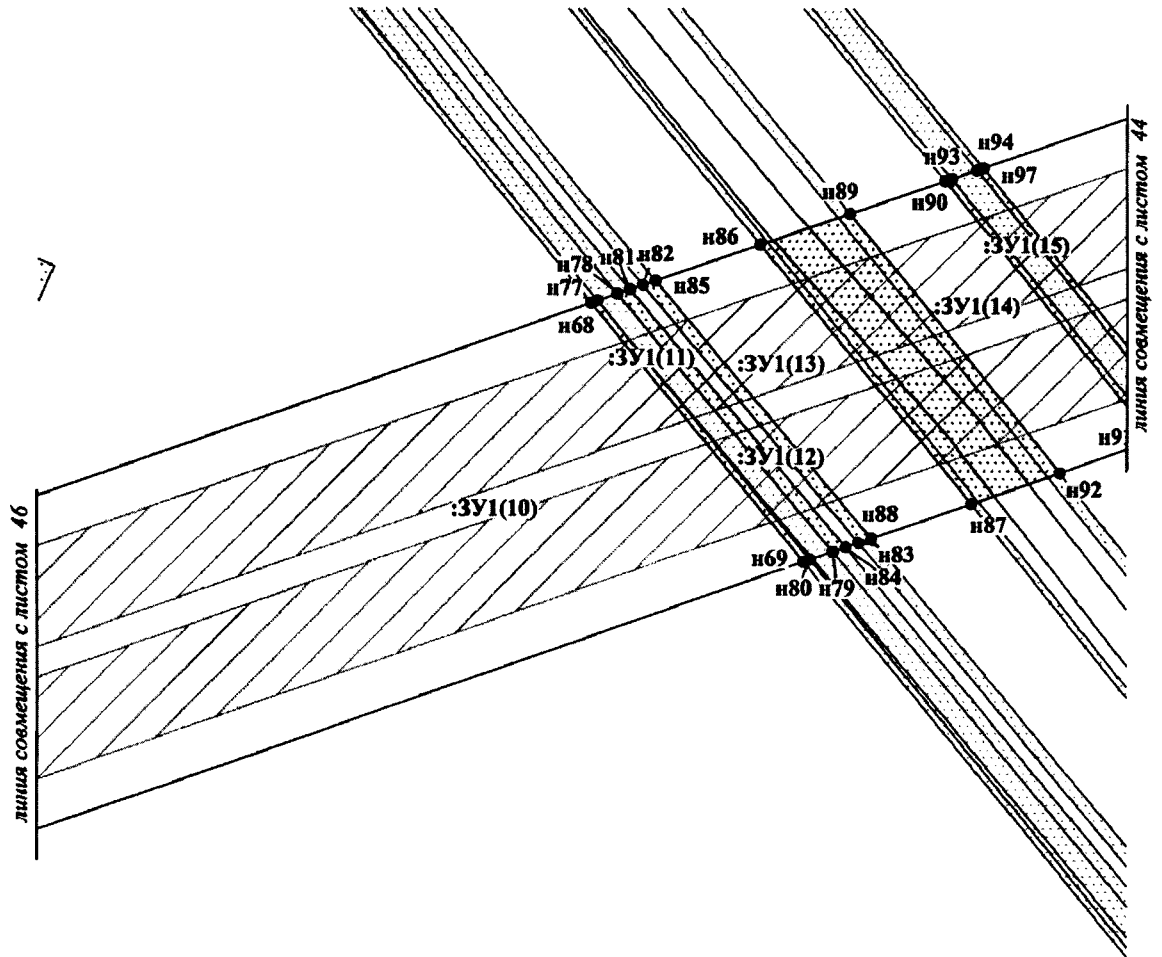 н94
линия совмещения с листом 44
н93
н97
н90
н89
:ЗУ1(15)
н86
н81
н82
н78
н85
н77
:ЗУ1(14)
н68
:ЗУ1(11)
:ЗУ1(13)
н9
:ЗУ1(12)
н92
:ЗУ1(10)
линия совмещения с листом 46
н88
н87
н83
н69
н84
н80
н79